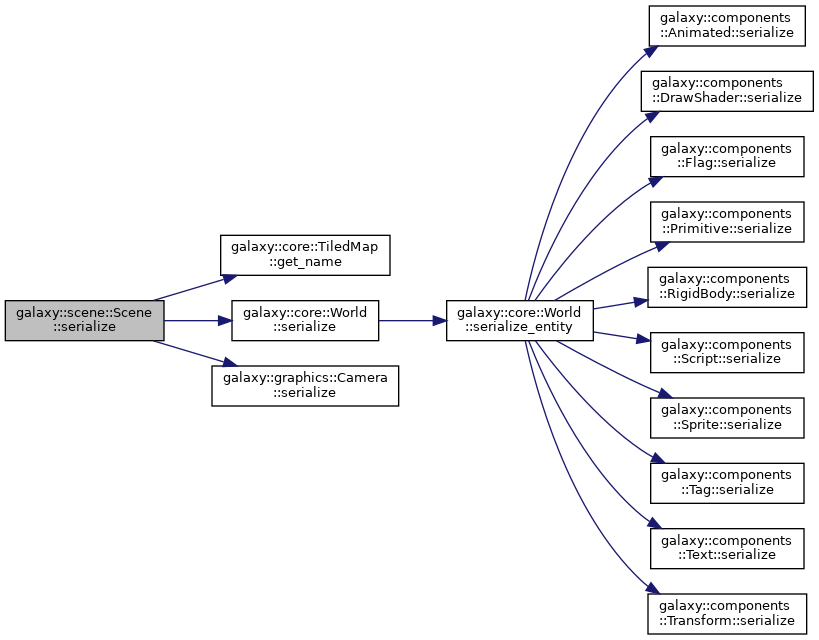 galaxy::scene::Scene
::serialize
galaxy::core::TiledMap
::get_name
galaxy::core::World
::serialize
galaxy::graphics::Camera
::serialize
galaxy::core::World
::serialize_entity
galaxy::components
::Animated::serialize
galaxy::components
::DrawShader::serialize
galaxy::components
::Flag::serialize
galaxy::components
::Primitive::serialize
galaxy::components
::RigidBody::serialize
galaxy::components
::Script::serialize
galaxy::components
::Sprite::serialize
galaxy::components
::Tag::serialize
galaxy::components
::Text::serialize
galaxy::components
::Transform::serialize